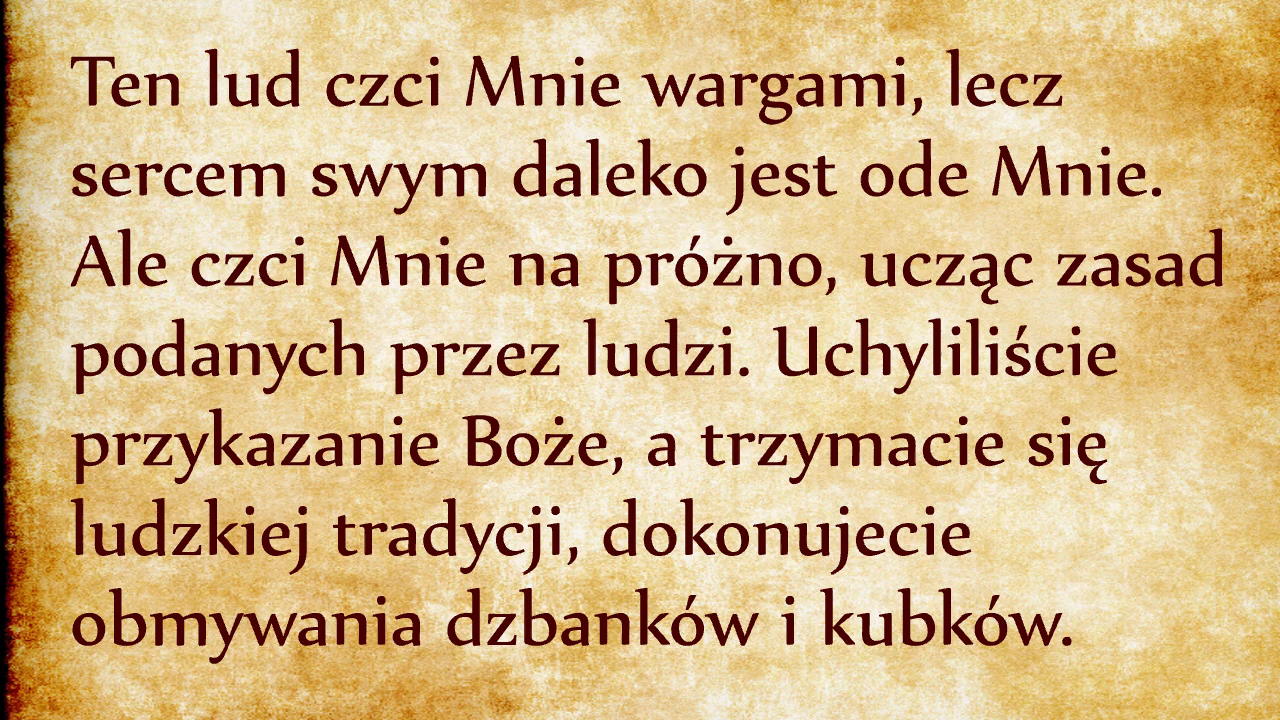 Ten lud czci Mnie wargami, lecz
sercem swym daleko jest ode Mnie.
Ale czci Mnie na próżno, ucząc zasad
podanych przez ludzi. Uchyliliście
przykazanie Boże, a trzymacie się
ludzkiej tradycji, dokonujecie
obmywania dzbanków i kubków.